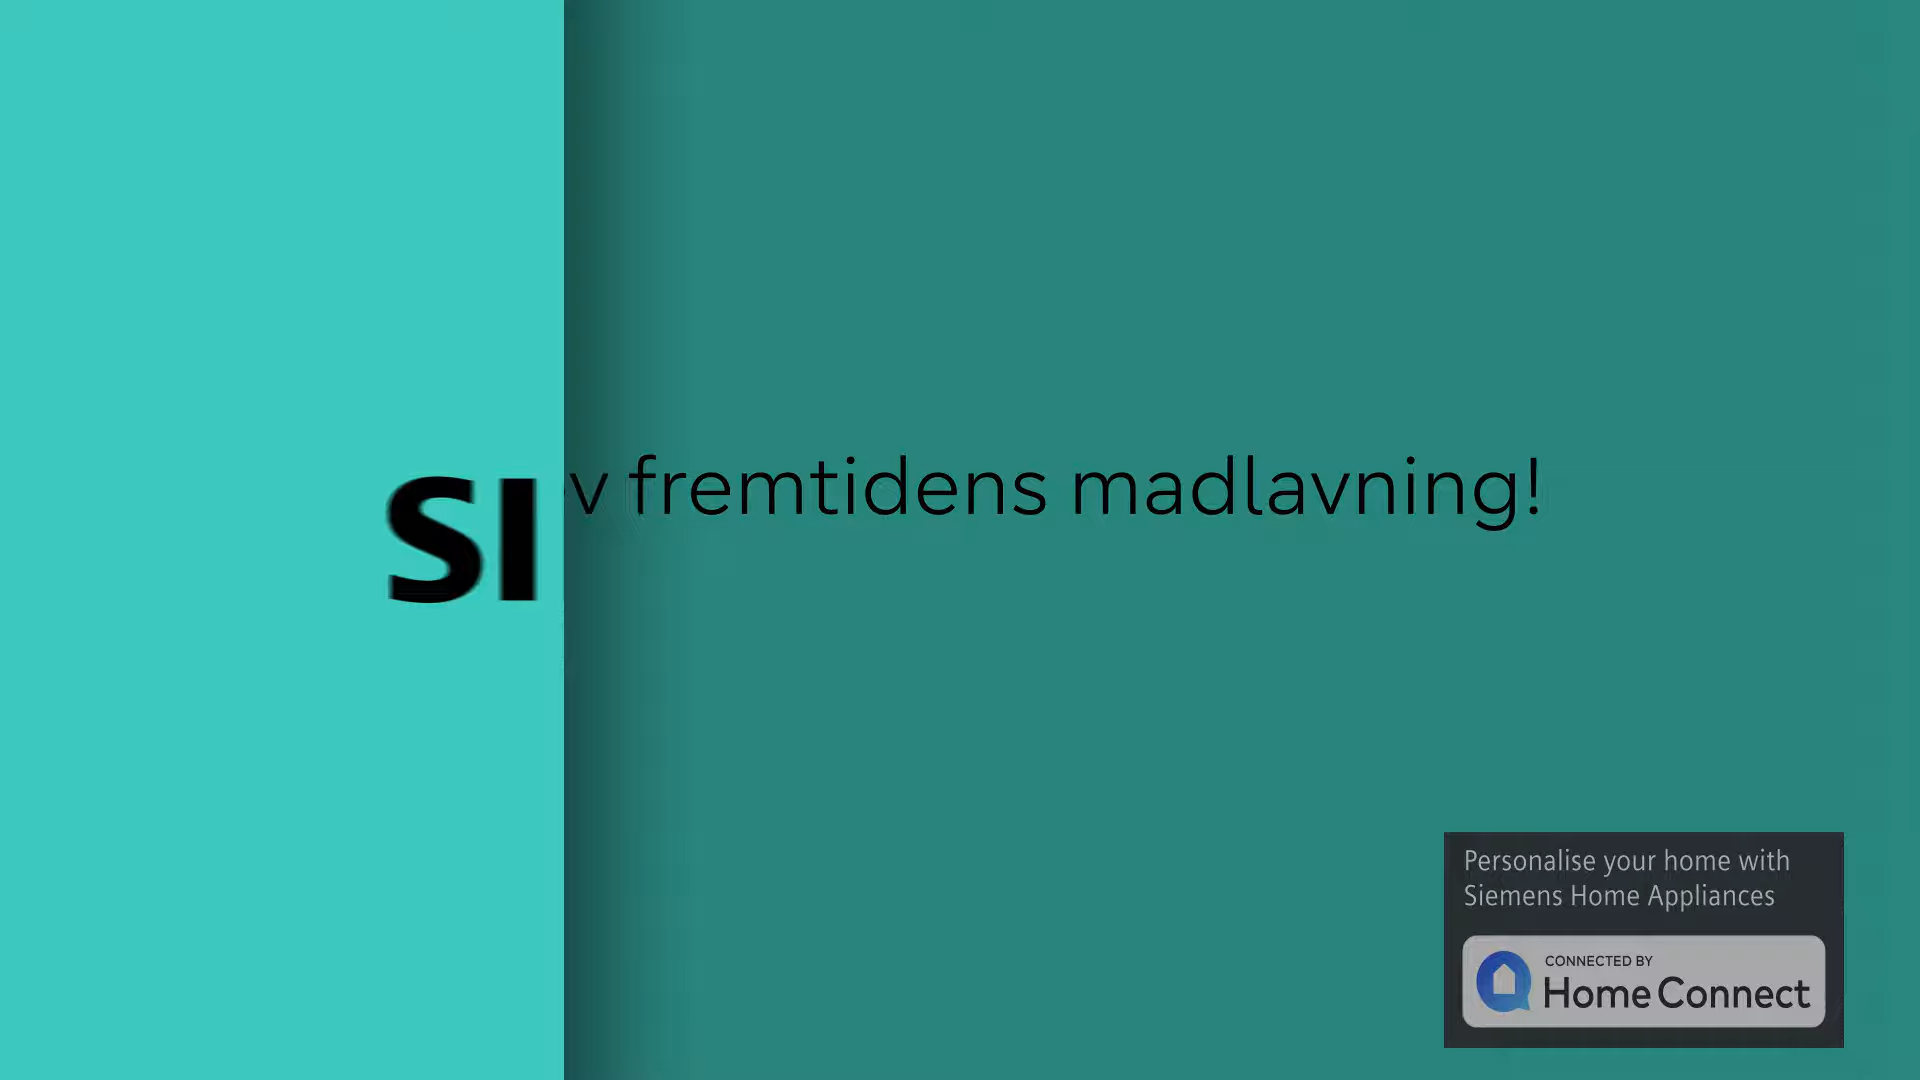 SI
v fremtidens madlavning!
Personalise your home with
Siemens Home Appliances
CONNECTED BY
Home Connect